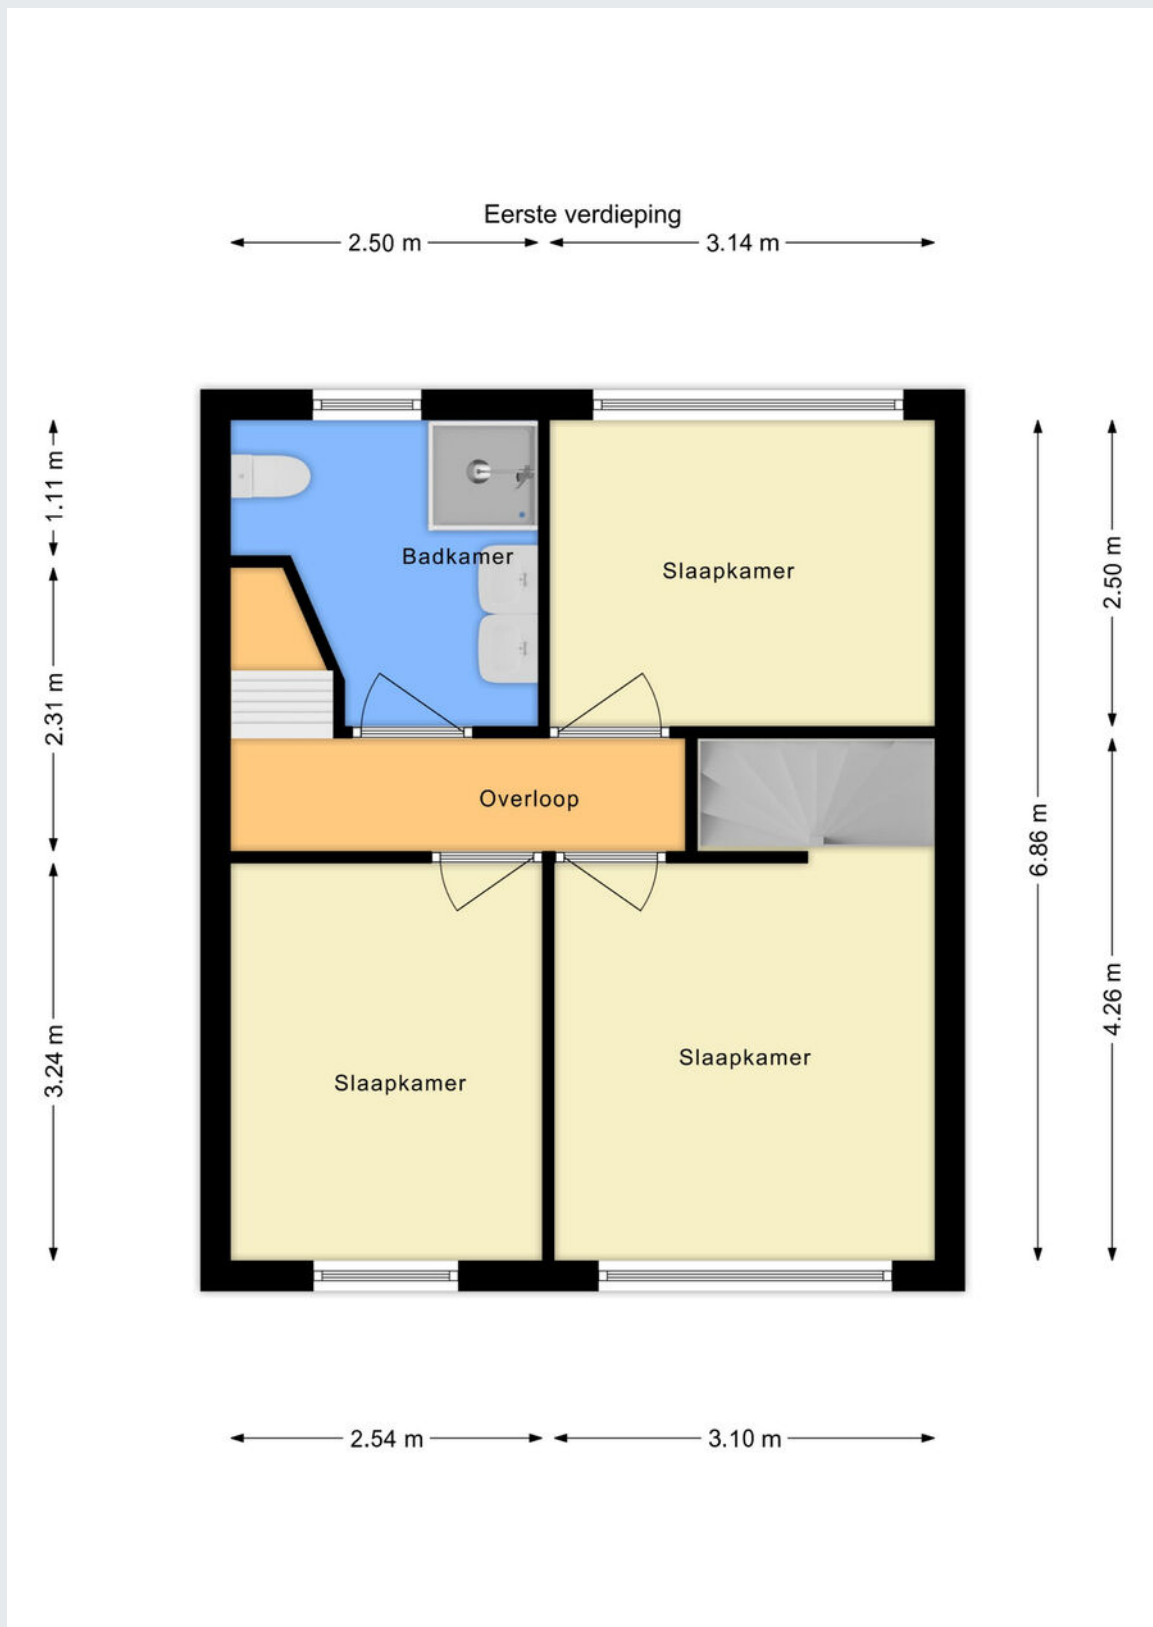 Eerste verdieping
2.50 m
3.14 m
1.11 m
2.31 m
3.24 m
Badkamer
Slaapkamer
Overloop
Slaapkamer
Slaapkamer
2.50 m
6.86 m
4.26 m
2.54 m
3.10 m